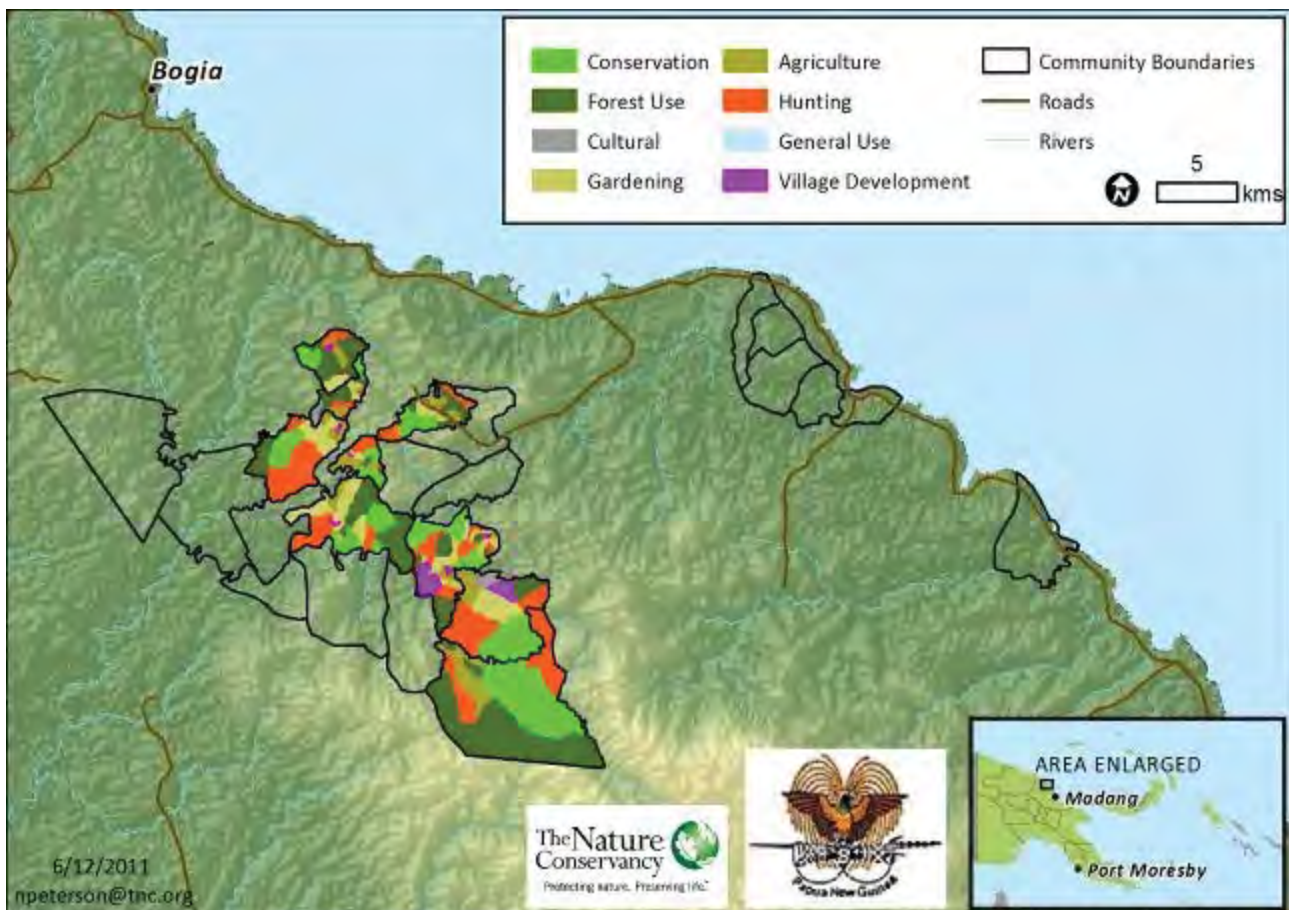 Bogia
Conservation
Forest Use
Cultural
Gardening
Agriculture
Hunting
General Use
Village Development
Community Boundaries
Roads
Rivers
N
5
kms
6/12/2011
npeterson@tnc.org
The Nature
Conservancy
Protecting nature. Preserving life.™
Papua New Guinea
AREA ENLARGED
Madang
Port Moresby